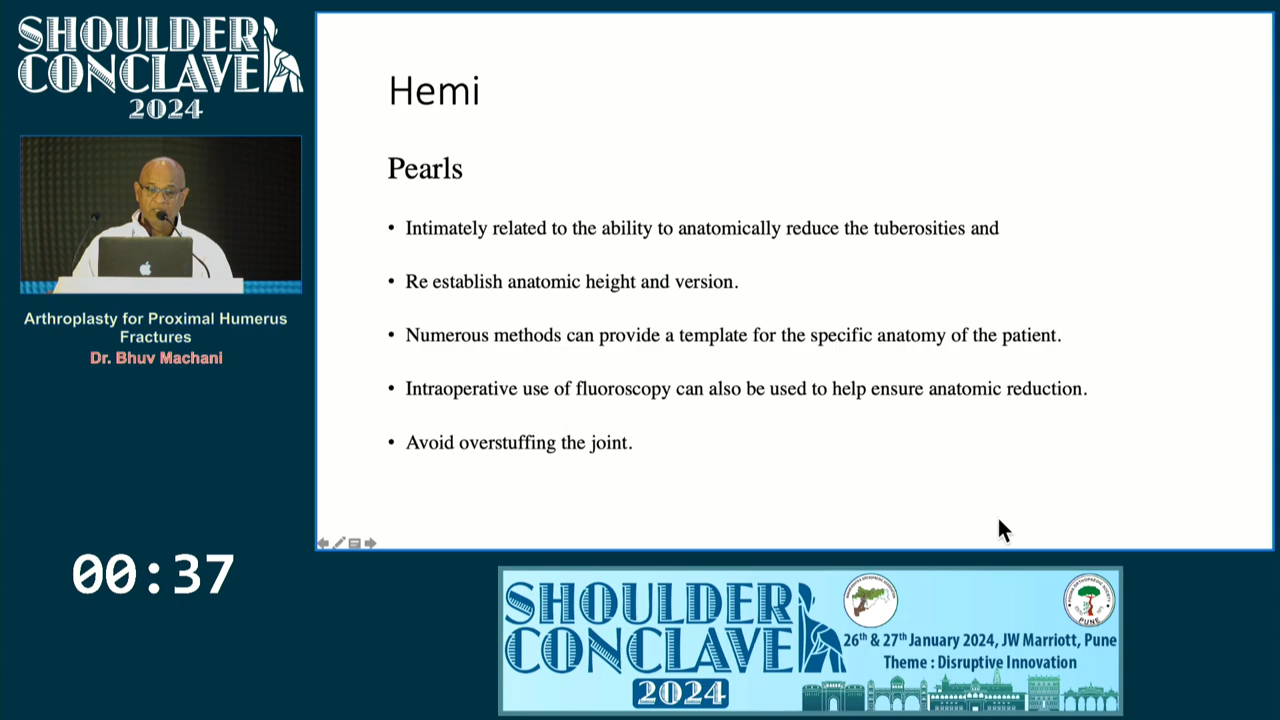 SHOULDER
CONCLAVE
2024
Arthroplasty for Proximal Humerus
Fractures
Dr. Bhuv Machani
00:37
Hemi
Pearls
• Intimately related to the ability to anatomically reduce the tuberosities and
• Re establish anatomic height and version.
• Numerous methods can provide a template for the specific anatomy of the patient.
• Intraoperative use of fluoroscopy can also be used to help ensure anatomic reduction.
• Avoid overstuffing the joint.
SHOULDER
CONCLAVE
2024
26th & 27th January 2024, JW Marriott, Pune
Theme : Disruptive Innovation
PUNE